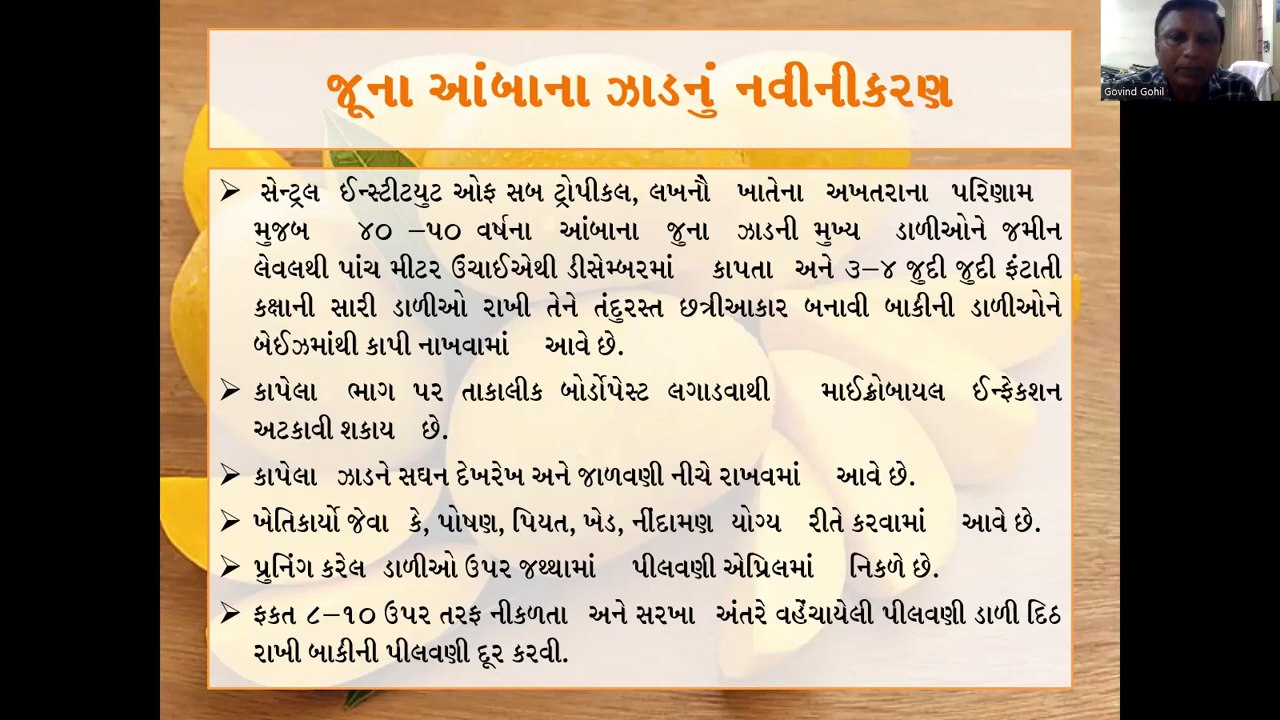 જૂના આંબાના ઝાડનું નવીનીકરણ
Govind Gohil
➢ સેન્ટ્રલ ઈન્સ્ટીટયુટ ઓફ સબ ટ્રોપીકલ, લખનૌ ખાતેના અખતરાના પરિણામ
મુજબ ૪૦ –૫૦ વર્ષના આંબાના જુના ઝાડની મુખ્ય ડાળીઓને જમીન
લેવલથી પાંચ મીટર ઉંચાઈએથી ડીસેમ્બરમાં કાપતા અને ૩–૪ જુદી જુદી ફંટાતી
કક્ષાની સારી ડાળીઓ રાખી તેને તંદુરસ્ત છત્રીઆકાર બનાવી બાકીની ડાળીઓને
બેઈઝમાંથી કાપી નાખવામાં આવે છે.
➢ કાપેલા ભાગ પર તાકાલીક બોર્ડોપેસ્ટ લગાડવાથી માઈક્રોબાયલ ઈન્ફેકશન
અટકાવી શકાય છે.
➢ કાપેલા ઝાડને સઘન દેખરેખ અને જાળવણી નીચે રાખવમાં આવે છે.
➢ ખેતિકાર્યો જેવા કે, પોષણ, પિયત, ખેડ, નીંદામણ યોગ્ય રીતે કરવામાં આવે છે.
➢ પ્રુનિંગ કરેલ ડાળીઓ ઉપર જથ્થામાં પીલવણી એપ્રિલમાં નિકળે છે.
➢ ફકત ૮–૧૦ ઉપર તરફ નીકળતા અને સરખા અંતરે વહેંચાયેલી પીલવણી ડાળી દિઠ
રાખી બાકીની પીલવણી દૂર કરવી.